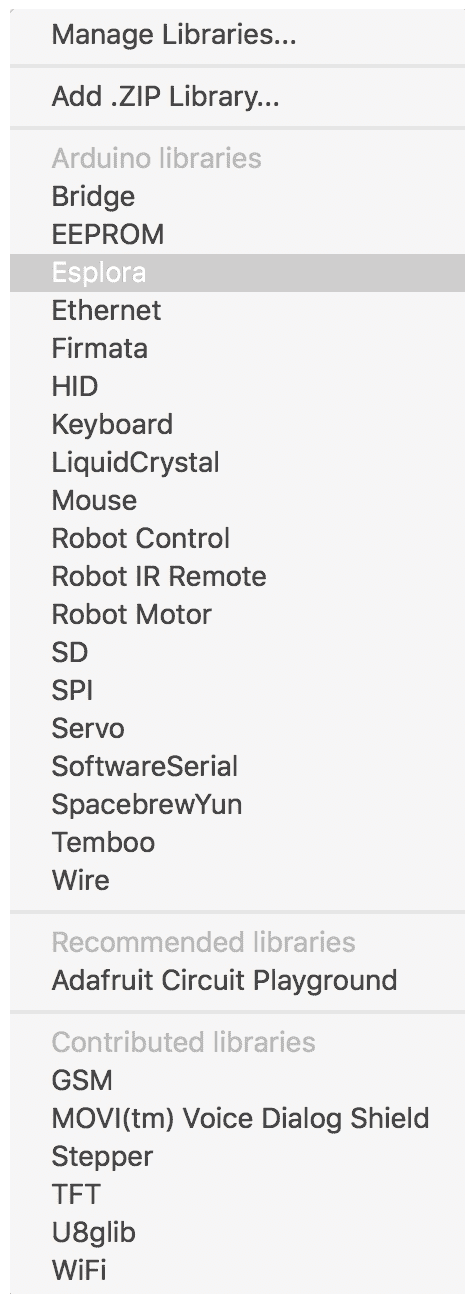 Manage Libraries...
Add .ZIP Library...
Arduino libraries
Bridge
EEPROM
Esplora
Ethernet
Firmata
HID
Keyboard
LiquidCrystal
Mouse
Robot Control
Robot IR Remote
Robot Motor
SD
SPI
Servo
SoftwareSerial
SpacebrewYun
Temboo
Wire
Recommended libraries
Adafruit Circuit Playground
Contributed libraries
GSM
MOVI(tm) Voice Dialog Shield
Stepper
TFT
U8glib
WiFi